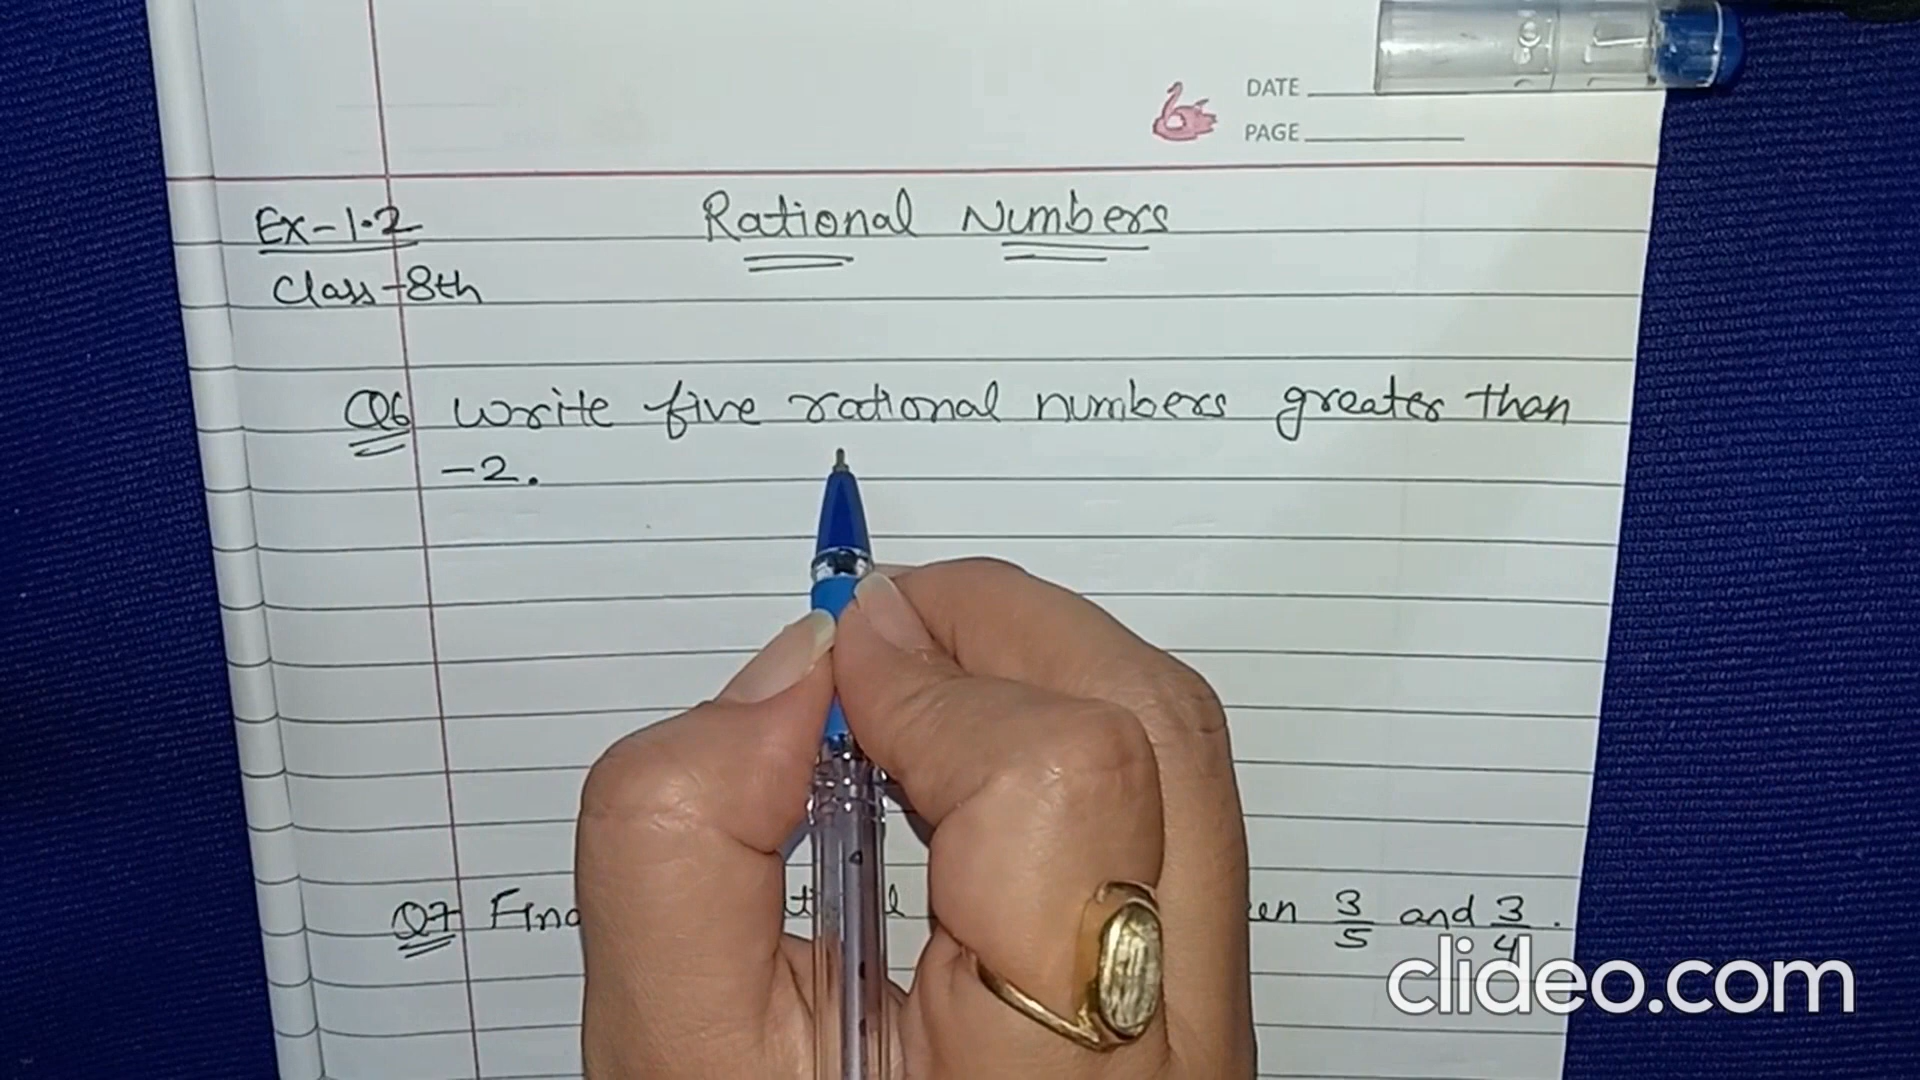 DATE
PAGE
Ex-1.2
Rational Numbers
Class-8th
Q6 Write five rational numbers greater than
-2.
Q7 3/5 and 3/4.
clideo.com